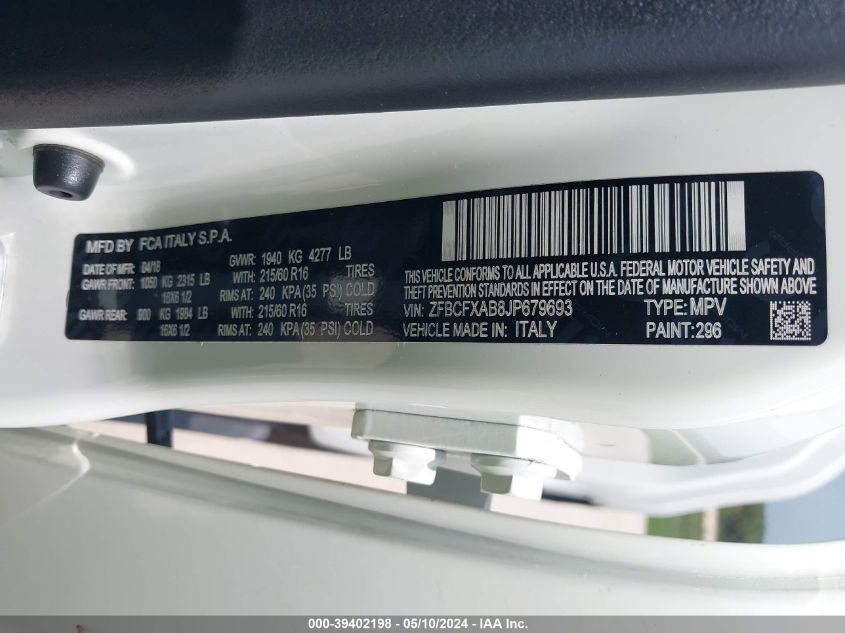 MFD BY FCA ITALY S.P.A.
DATE OF MFR: 04/18 GVWR: 1940 KG 4277 LB
GAWR FRONT: 1050 KG 2315 LB WITH: 215/60 R16 TIRES
16X6 1/2 RIMS AT: 240 KPA(35 PSI) COLD
GAWR REAR: 900 KG 1984 LB WITH: 215/60 R16 TIRES
16X6 1/2 RIMS AT: 240 KPA(35 PSI) COLD
THIS VEHICLE CONFORMS TO ALL APPLICABLE U.S.A. FEDERAL MOTOR VEHICLE SAFETY AND
THEFT PREVENTION STANDARDS IN EFFECT ON THE DATE OF MANUFACTURE SHOWN ABOVE.
VIN: ZFBCFXAB8JP679693 TYPE: MPV
VEHICLE MADE IN: ITALY PAINT:296
000-39402198 - 05/10/2024 - IAA Inc.